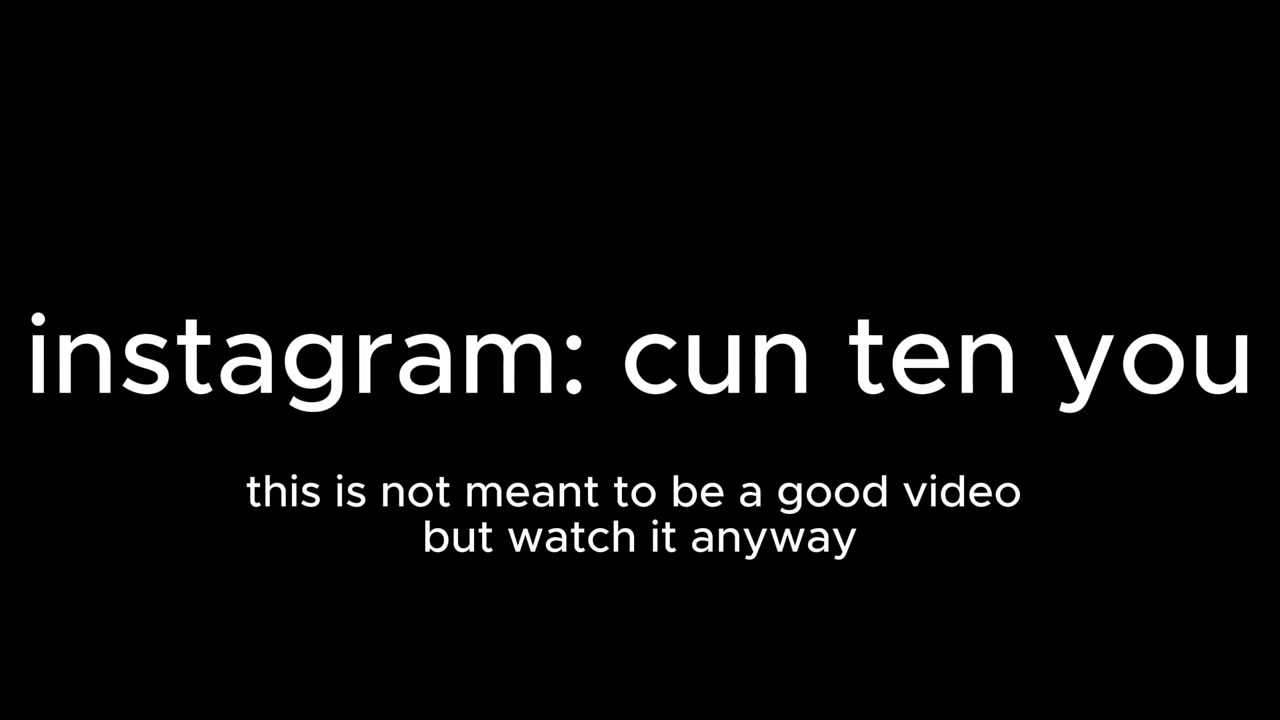 instagram: cun ten you
this is not meant to be a good video
but watch it anyway